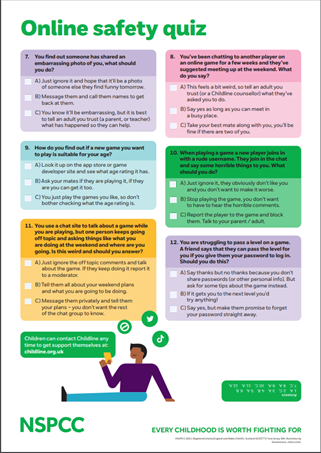 Online safety quiz
7. You find out someone has shared an
embarrassing photo of you, what should
you do?
A) Just ignore it and hope that it'll be a photo
of someone else they find funny tomorrow.
B) Message them and call them names to get
back at them.
C) You know it'll be embarrassing, but it is best
to tell an adult you trust (a parent, or teacher)
what has happened so they can help.
8. You've been chatting to another player on
an online game for a few weeks and they've
suggested meeting up at the weekend. What
do you say?
A) This feels a bit weird, so tell an adult you
trust (or a Childline counsellor) what they've
asked you to do.
B) Say yes as long as you can meet in
a busy place.
C) Take your best mate along with you, you'll be
fine if there are two of you.
9. How do you find out if a new game you want
to play is suitable for your age?
A) Look it up on the app store or game
developer site and see what age rating it has.
B) Ask your mates if they are playing it, if they
are you can get it too.
C) You just play the games you like, so don't
bother checking what the age rating is.
10. When playing a game a new player joins in
with a rude username. They join in the chat
and say some horrible things to you. What
should you do?
A) Just ignore it, they obviously don't like you
and you don't want to make it worse.
B) Stop playing the game, you don't want
to have to hear the horrible comments.
C) Report the player to the game and block
them. Talk to your parent / adult.
11. You use a chat site to talk about a game while
you are playing, but one person keeps going
off topic and asking things like what you
are doing at the weekend and where you are
going. Is this weird and should you answer?
A) Just ignore the off topic comments and talk
about the game. If they keep doing it report it
to a moderator.
B) Tell them all about your weekend plans
and what you are going to be doing.
C) Message them privately and tell them
your plans – you don't want the rest
of the chat group to know.
12. You are struggling to pass a level on a game.
A friend says that they can pass the level for
you if you give them your password to log in.
Should you do this?
A) Say thanks but no thanks because you don't
share passwords (or other personal info). But
ask for some tips about the game instead.
B) If it gets you to the next level you'd
try anything!
C) Say yes, but make them promise to forget
your password straight away.
Children can contact Childline any
time to get support themselves at:
childline.org.uk
Answers
NSPCC
EVERY CHILDHOOD IS WORTH FIGHTING FOR